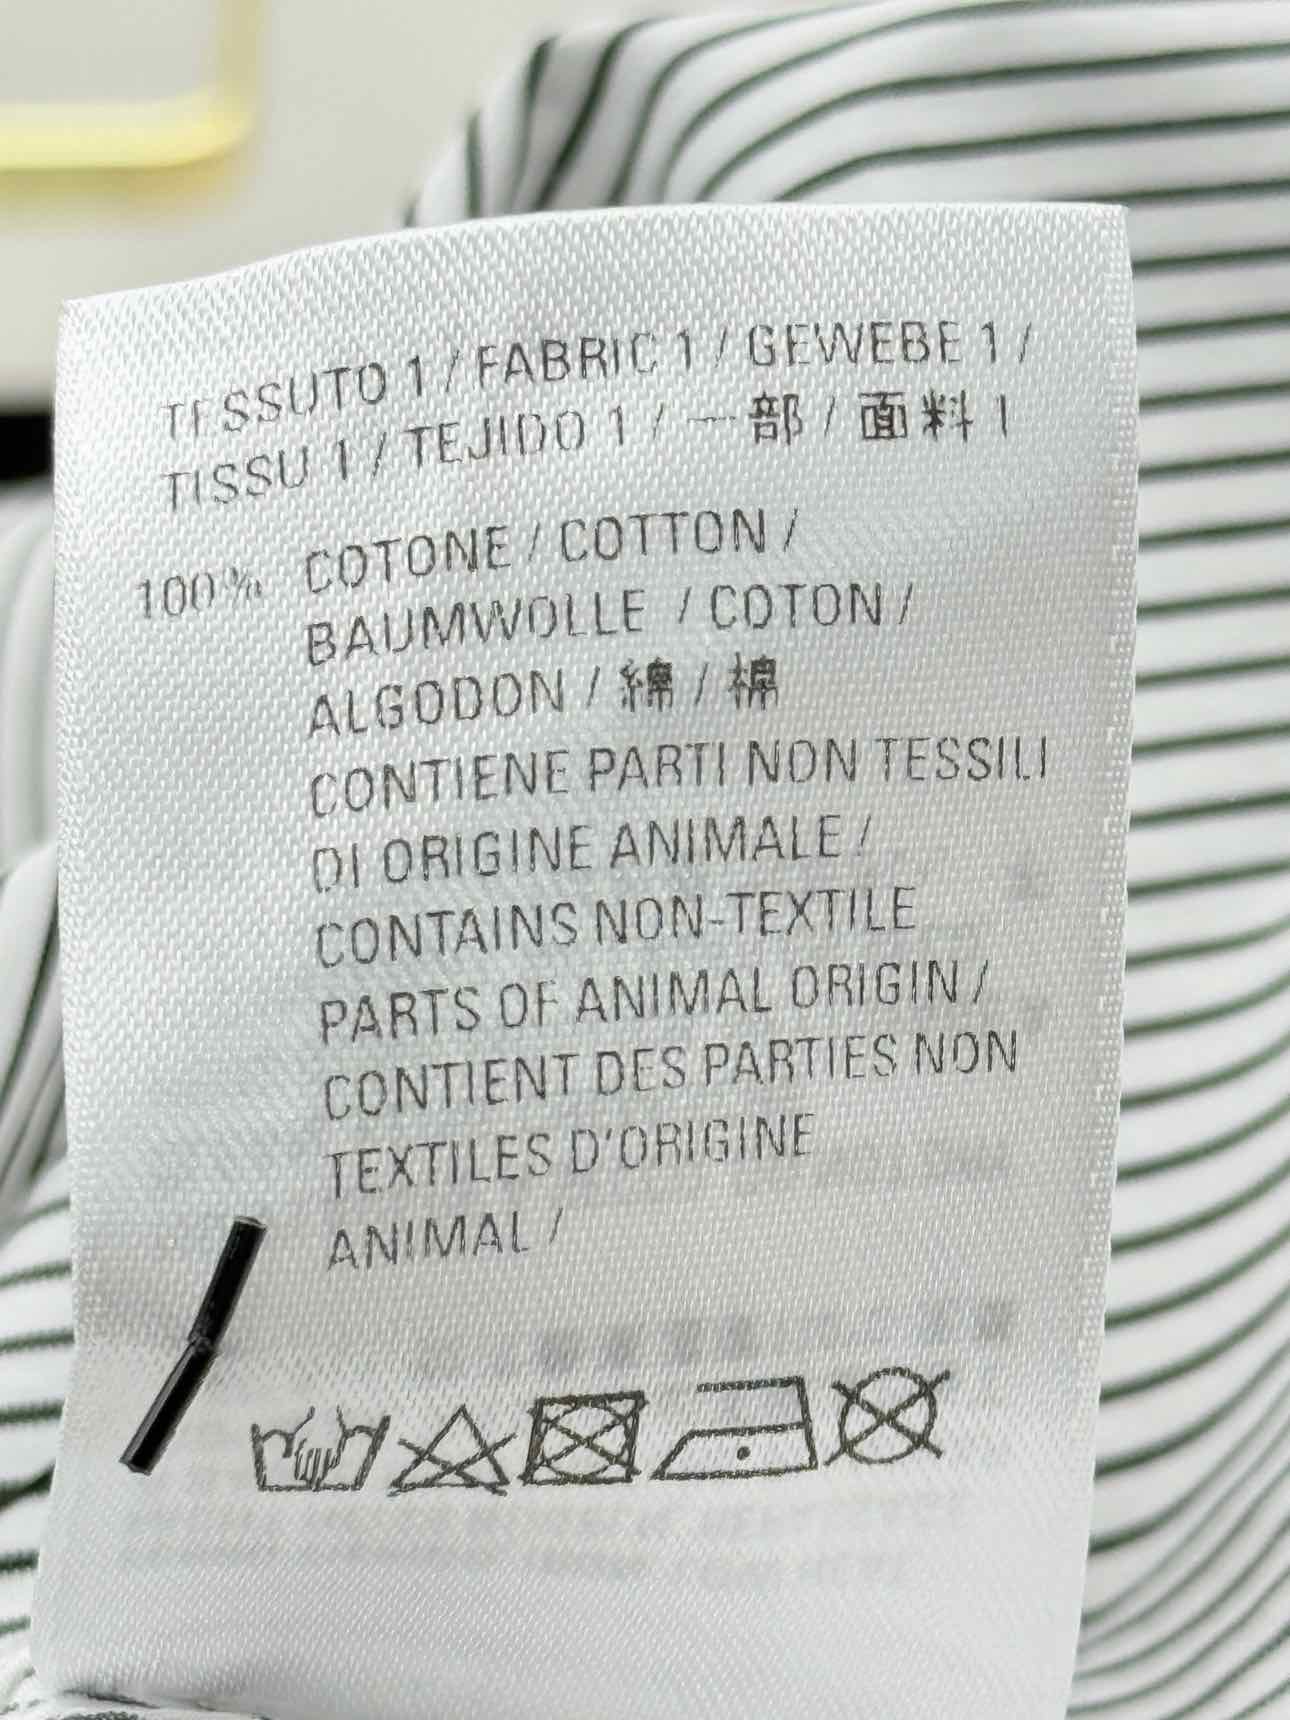 TESSUTO 1 / FABRIC 1 / GEWEBE 1 /
TISSU 1 / TEJIDO 1 / 一部 / 面料 1
100% COTONE / COTTON /
BAUMWOLLE / COTON /
ALGODON / 綿 / 棉
CONTIENE PARTI NON TESSILI
DI ORIGINE ANIMALE /
CONTAINS NON-TEXTILE
PARTS OF ANIMAL ORIGIN /
CONTIENT DES PARTIES NON
TEXTILES D'ORIGINE
ANIMAL /